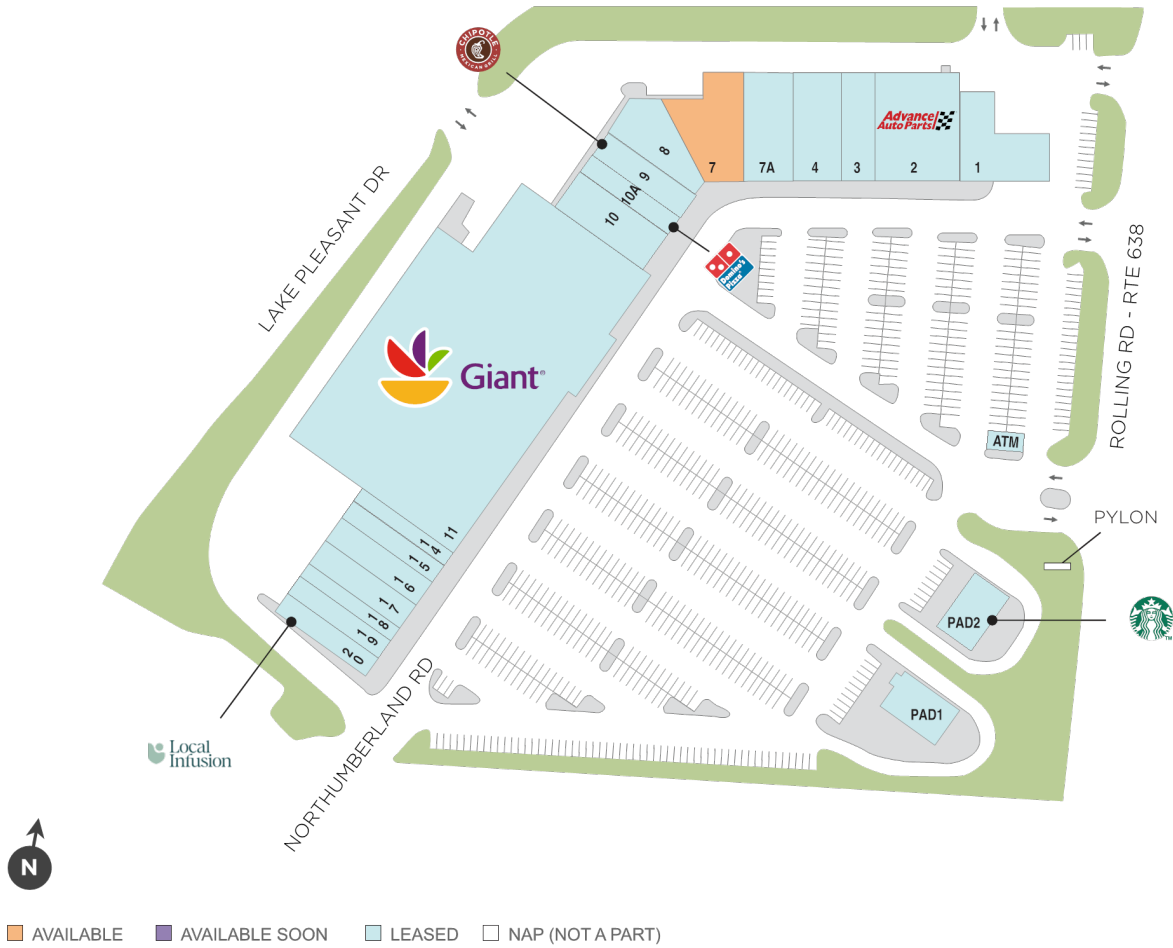 CHIPOTLE
MEXICAN GRILL
Advance
Auto Parts
8
9
10A
10
7
7A
4
3
2
1
LAKE PLEASANT DR
Domino's
Pizza
ROLLING RD - RTE 638
Giant
ATM
PYLON
11
14
15
16
17
18
19
20
PAD2
TM
PAD1
Local
Infusion
NORTHUMBERLAND RD
N
AVAILABLE
AVAILABLE SOON
LEASED
NAP (NOT A PART)